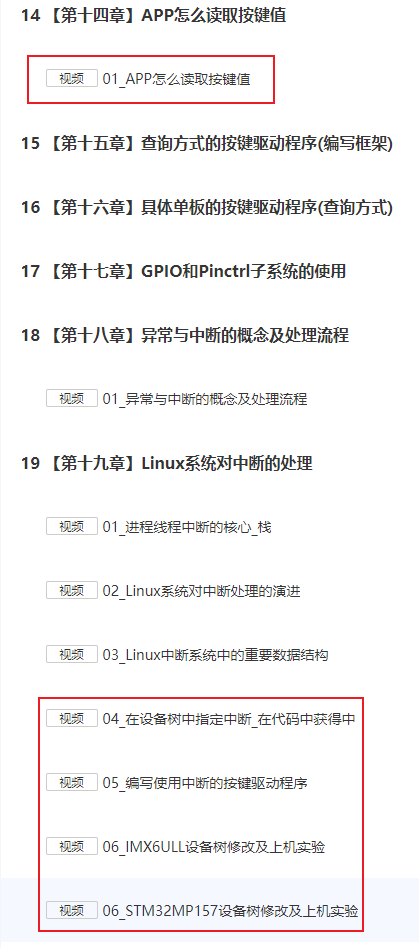 14 【第十四章】APP怎么读取按键值
视频 01_APP怎么读取按键值
15 【第十五章】查询方式的按键驱动程序(编写框架)
16 【第十六章】具体单板的按键驱动程序(查询方式)
17 【第十七章】GPIO和Pinctrl子系统的使用
18 【第十八章】异常与中断的概念及处理流程
视频 01_异常与中断的概念及处理流程
19 【第十九章】Linux系统对中断的处理
视频 01_进程线程中断的核心_栈
视频 02_Linux系统对中断处理的演进
视频 03_Linux中断系统中的重要数据结构
视频 04_在设备树中指定中断_在代码中获得中
视频 05_编写使用中断的按键驱动程序
视频 06_IMX6ULL设备树修改及上机实验
视频 06_STM32MP157设备树修改及上机实验